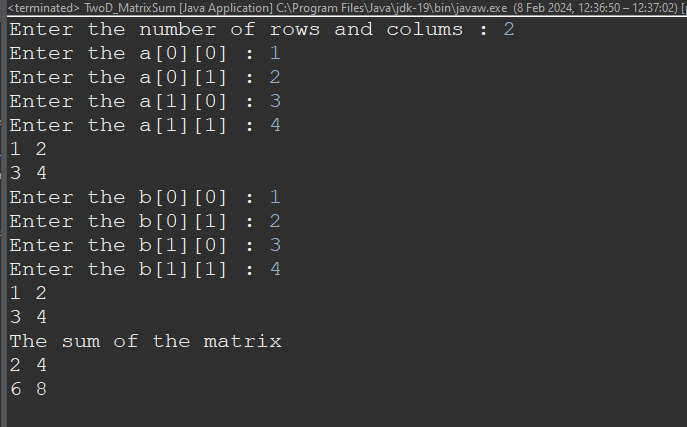 <terminated> TwoD_MatrixSum [Java Application] C:\Program Files\Java\jdk-19\bin\javaw.exe (8 Feb 2024, 12:36:50 – 12:37:02) [
Enter the number of rows and colums : 2
Enter the a[0][0] : 1
Enter the a[0][1] : 2
Enter the a[1][0] : 3
Enter the a[1][1] : 4
1 2
3 4
Enter the b[0][0] : 1
Enter the b[0][1] : 2
Enter the b[1][0] : 3
Enter the b[1][1] : 4
1 2
3 4
The sum of the matrix
2 4
6 8